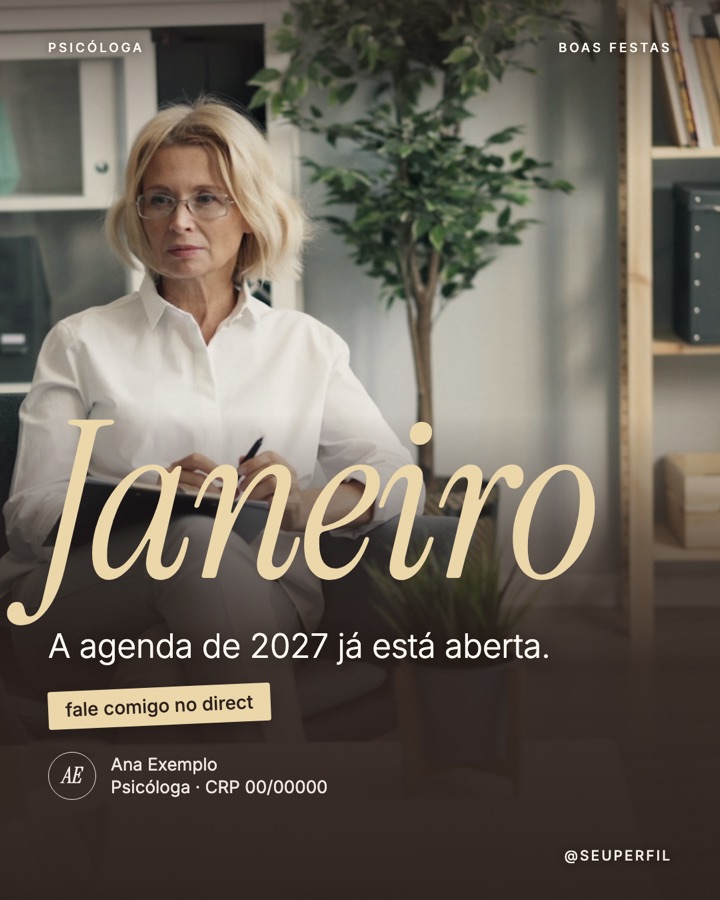 PSICÓLOGA
BOAS FESTAS
Janeiro
A agenda de 2027 já está aberta.
fale comigo no direct
AE
Ana Exemplo
Psicóloga · CRP 00/00000
@SEUPERFIL